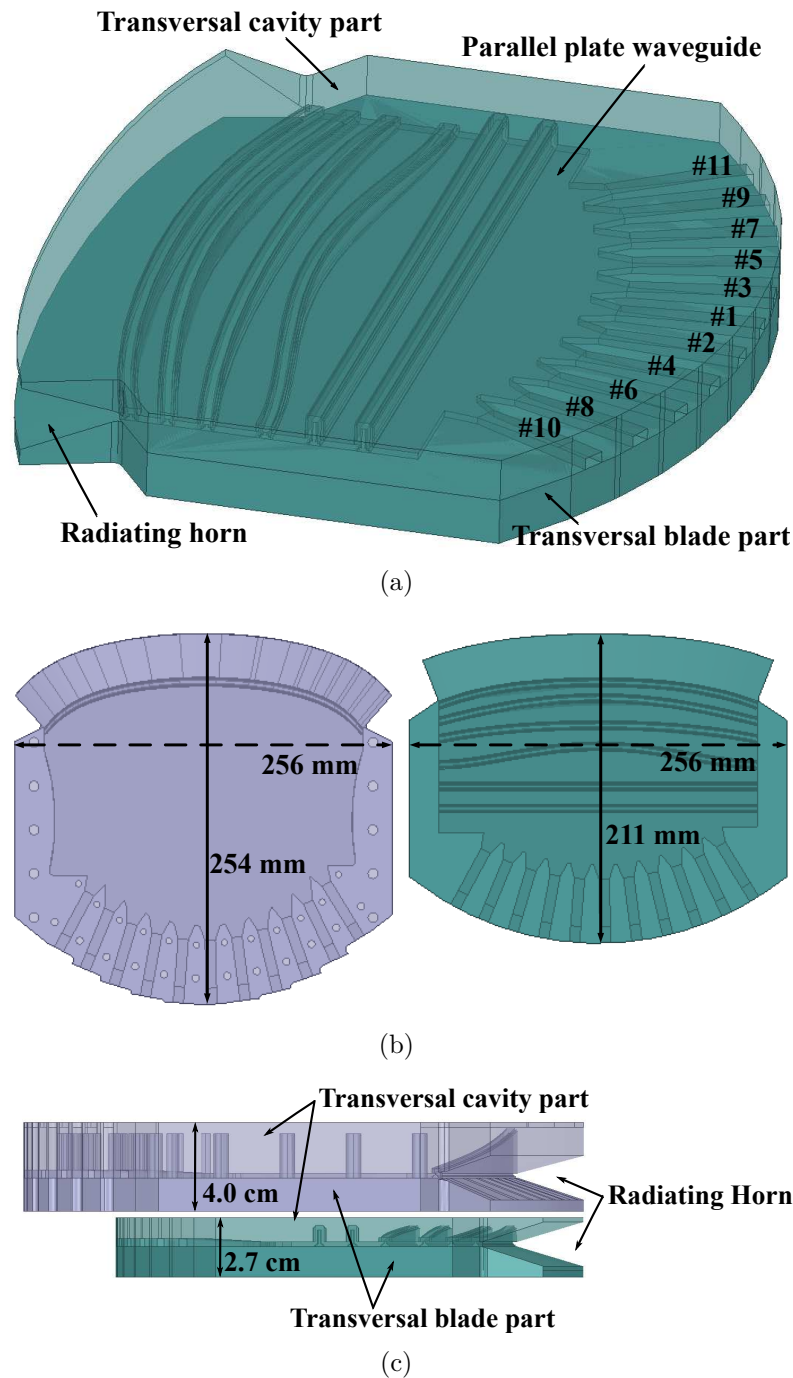 Transversal cavity part
Parallel plate waveguide
#11
#9
#7
#5
#3
#1
#2
#4
#6
#8
#10
Radiating horn
Transversal blade part
(a)
256 mm
254 mm
256 mm
211 mm
(b)
Transversal cavity part
4.0 cm
Radiating Horn
2.7 cm
Transversal blade part
(c)